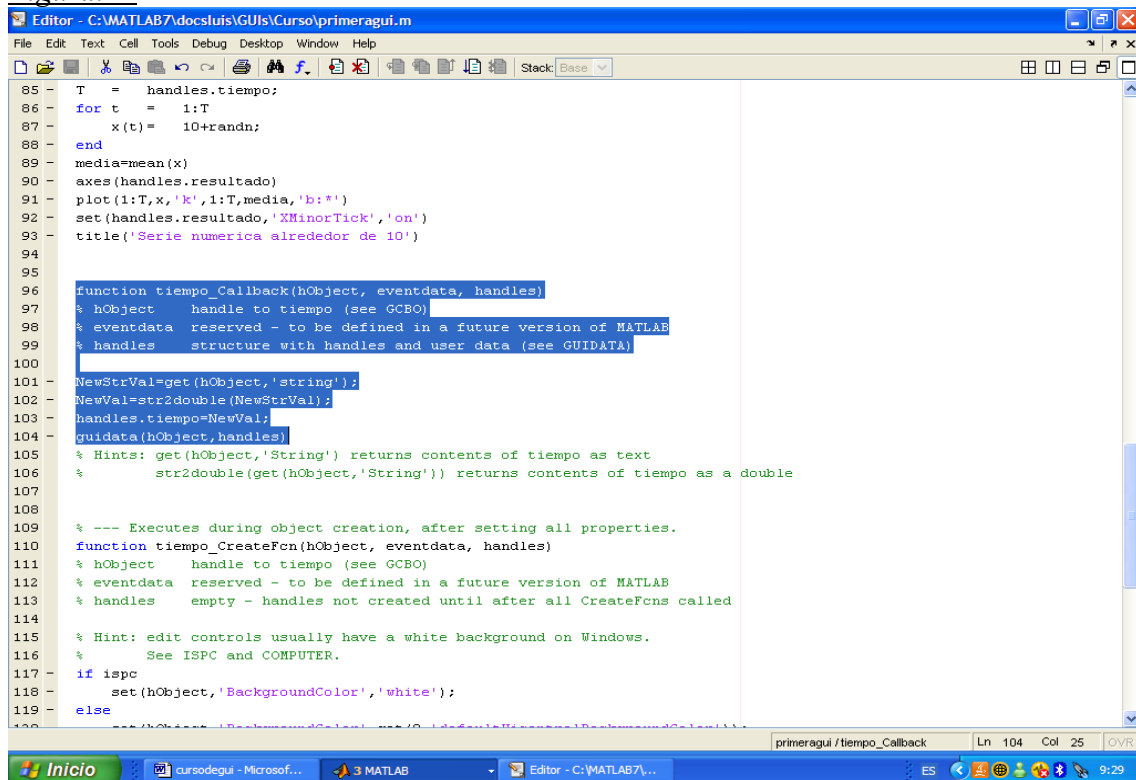 Editor - C:\MATLAB7\docsluis\GUIs\Curso\primeragui.m
File Edit Text Cell Tools Debug Desktop Window Help
Stack: Base
85 - T = handles.tiempo;
86 - for t = 1:T
87 - x(t)= 10+randn;
88 - end
89 - media=mean(x)
90 - axes(handles.resultado)
91 - plot(1:T,x,'k',1:T,media,'b:*')
92 - set(handles.resultado,'XMinorTick','on')
93 - title('Serie numerica alrededor de 10')
94
95
96 function tiempo_Callback(hObject, eventdata, handles)
97 % hObject handle to tiempo (see GCBO)
98 % eventdata reserved - to be defined in a future version of MATLAB
99 % handles structure with handles and user data (see GUIDATA)
100
101 - NewStrVal=get(hObject,'string');
102 - NewVal=str2double(NewStrVal);
103 - handles.tiempo=NewVal;
104 - guidata(hObject,handles)
105 % Hints: get(hObject,'String') returns contents of tiempo as text
106 % str2double(get(hObject,'String')) returns contents of tiempo as a double
107
108
109 % --- Executes during object creation, after setting all properties.
110 function tiempo_CreateFcn(hObject, eventdata, handles)
111 % hObject handle to tiempo (see GCBO)
112 % eventdata reserved - to be defined in a future version of MATLAB
113 % handles empty - handles not created until after all CreateFcns called
114
115 % Hint: edit controls usually have a white background on Windows.
116 % See ISPC and COMPUTER.
117 - if ispc
118 - set(hObject,'BackgroundColor','white');
119 - else
primeragui / tiempo_Callback Ln 104 Col 25 OVR
Inicio cursodegui - Microsof... 3 MATLAB Editor - C:\MATLAB7\... ES 9:29